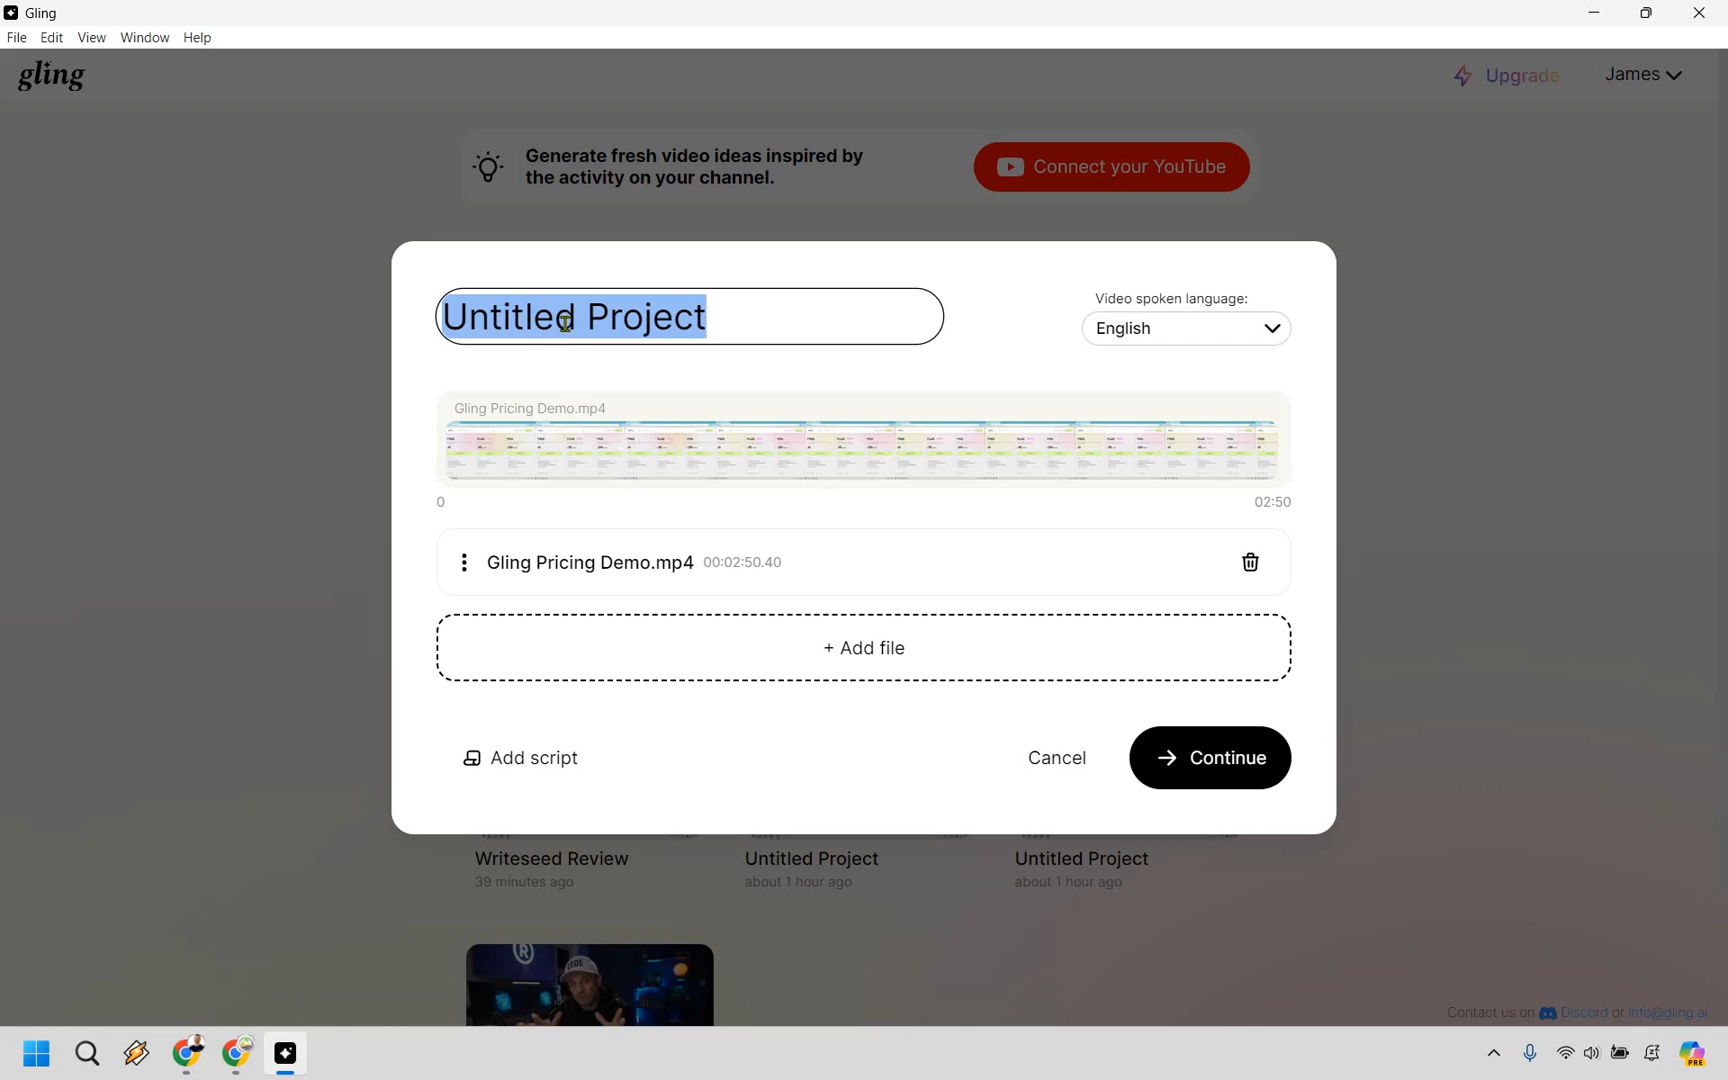 Gling
File Edit View Window Help
gling
Upgrade
James
Generate fresh video ideas inspired by
the activity on your channel.
Connect your YouTube
Untitled Project
Video spoken language:
English
Gling Pricing Demo.mp4
0
02:50
Gling Pricing Demo.mp4 00:02:50.40
+ Add file
Add script
Cancel
Continue
Writeseed Review
39 minutes ago
Untitled Project
about 1 hour ago
Untitled Project
about 1 hour ago
Contact us on Discord or info@gling.ai
PRE